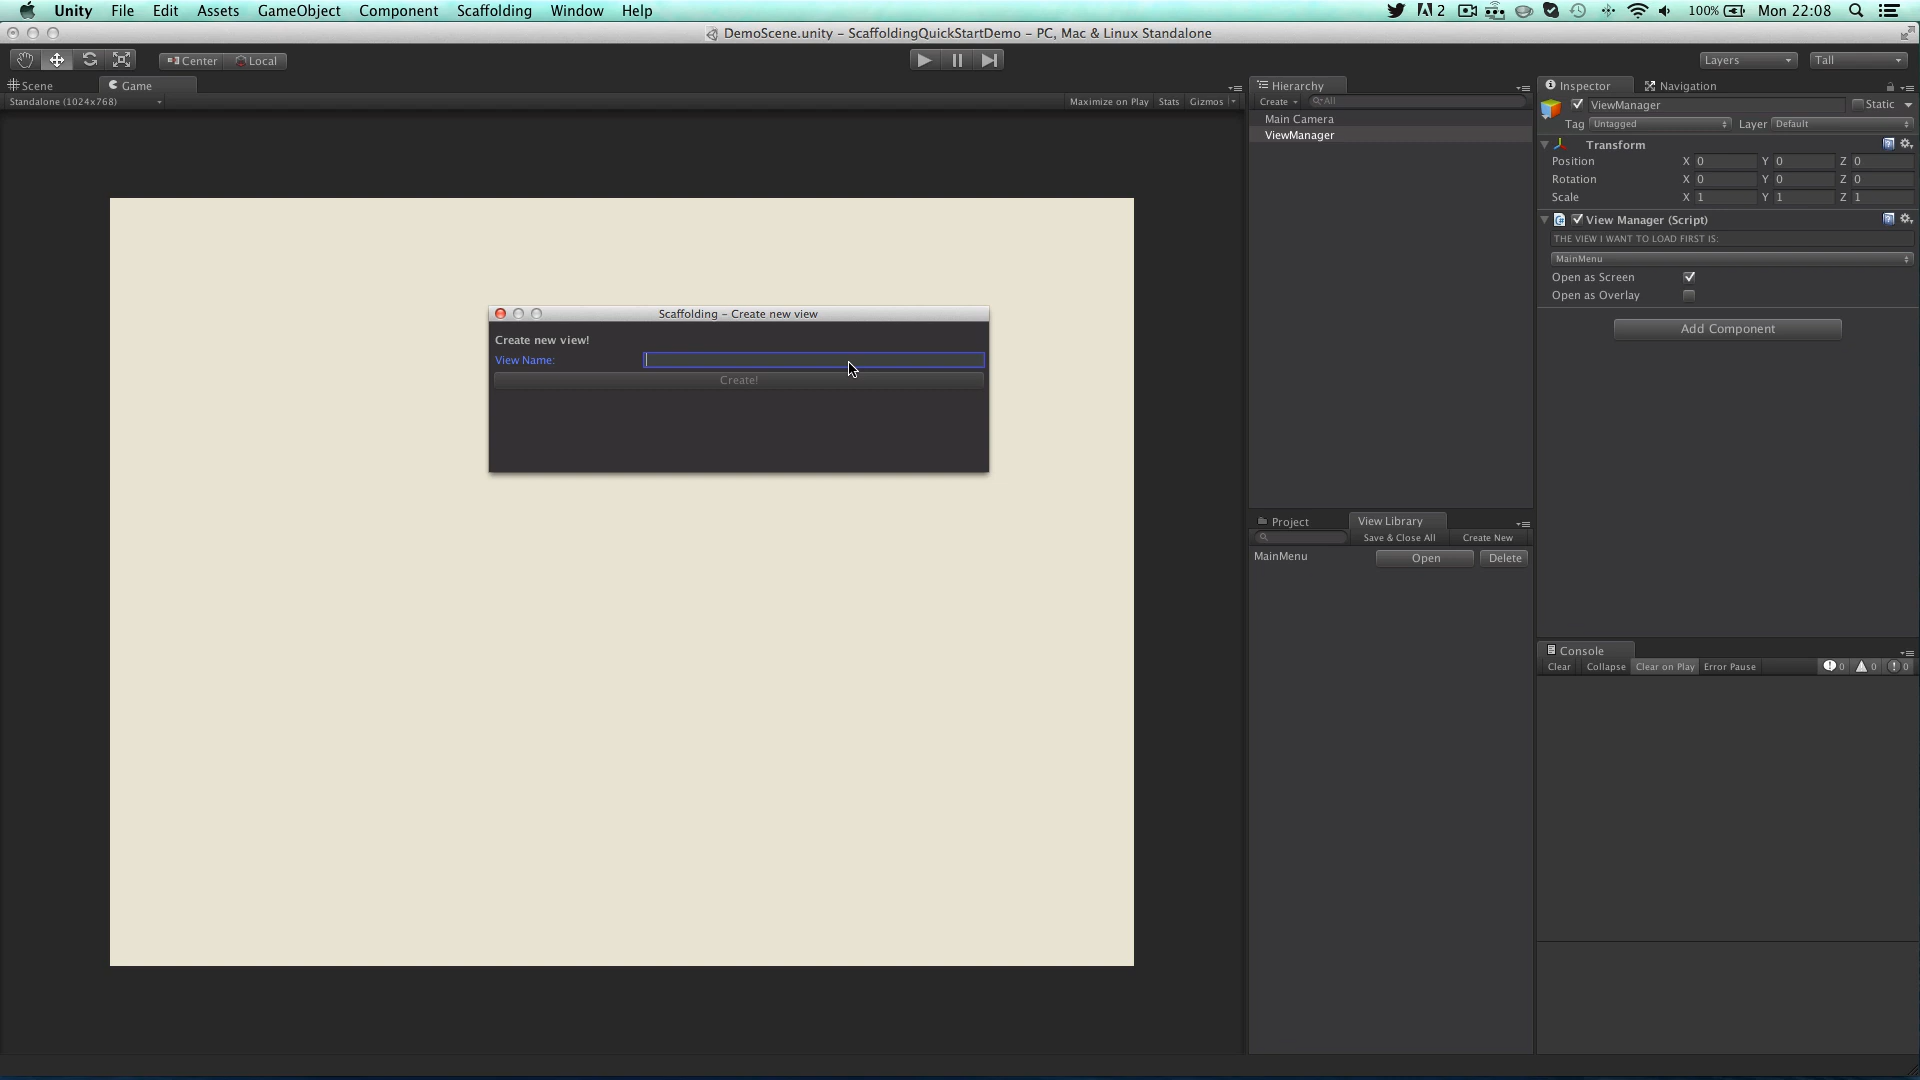 Unity File Edit Assets GameObject Component Scaffolding Window Help 2 100% Mon 22:08
DemoScene.unity - ScaffoldingQuickStartDemo - PC, Mac & Linux Standalone
Center Local Layers Tall
Scene Game
Standalone (1024x768) Maximize on Play Stats Gizmos
Hierarchy
Create All
Main Camera
ViewManager
Scaffolding - Create new view
Create new view!
View Name:
Create!
Project View Library
Save & Close All Create New
MainMenu Open Delete
Inspector Navigation
ViewManager Static
Tag Untagged Layer Default
Transform
Position X 0 Y 0 Z 0
Rotation X 0 Y 0 Z 0
Scale X 1 Y 1 Z 1
View Manager (Script)
THE VIEW I WANT TO LOAD FIRST IS:
MainMenu
Open as Screen
Open as Overlay
Add Component
Console
Clear Collapse Clear on Play Error Pause 0 0 0